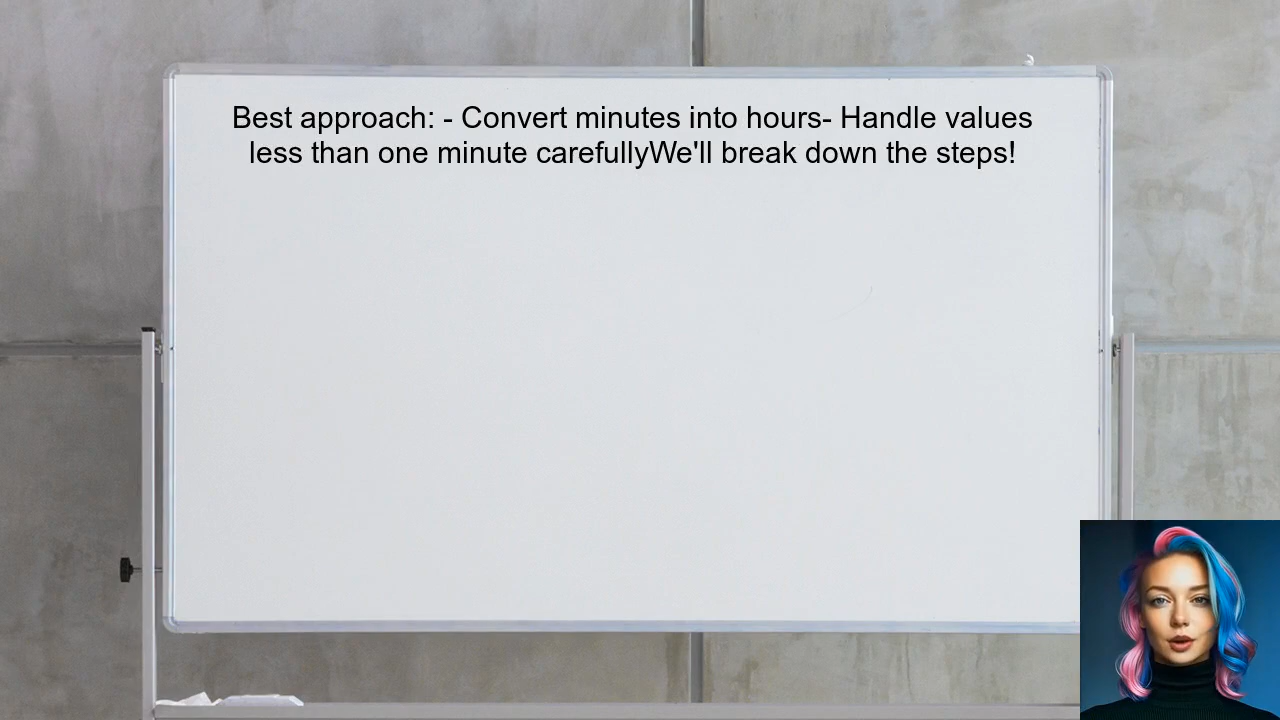 Best approach: - Convert minutes into hours- Handle values
less than one minute carefullyWe'll break down the steps!